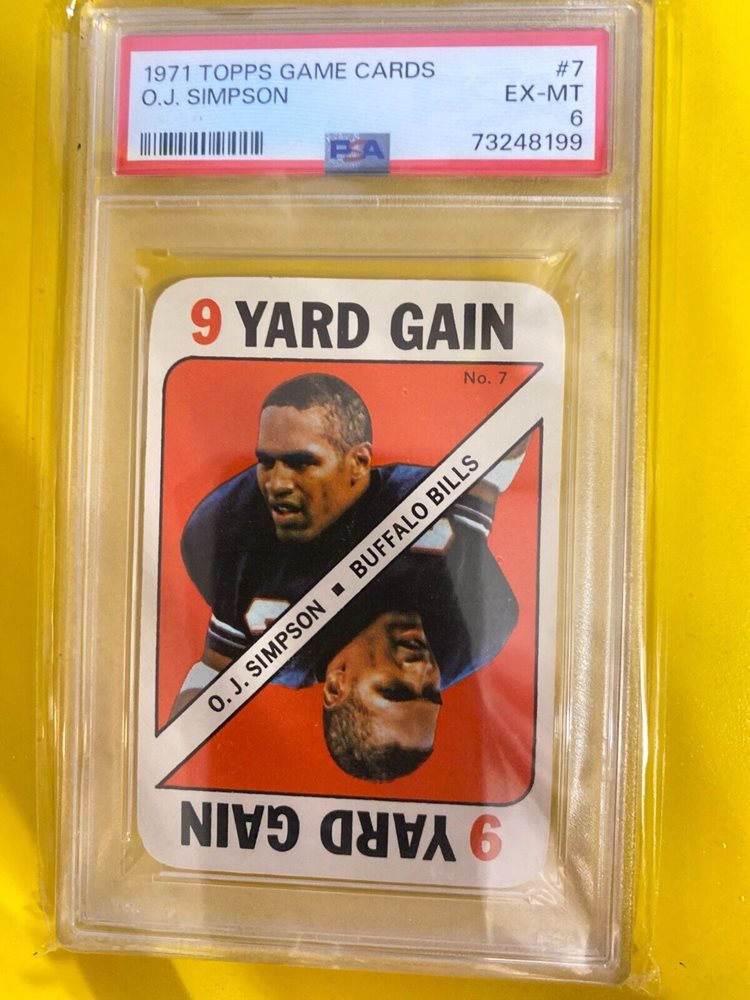 1971 TOPPS GAME CARDS #7
O.J. SIMPSON EX-MT
6
PSA 73248199
9 YARD GAIN
No. 7
O. J. SIMPSON ▪ BUFFALO BILLS
9 YARD GAIN